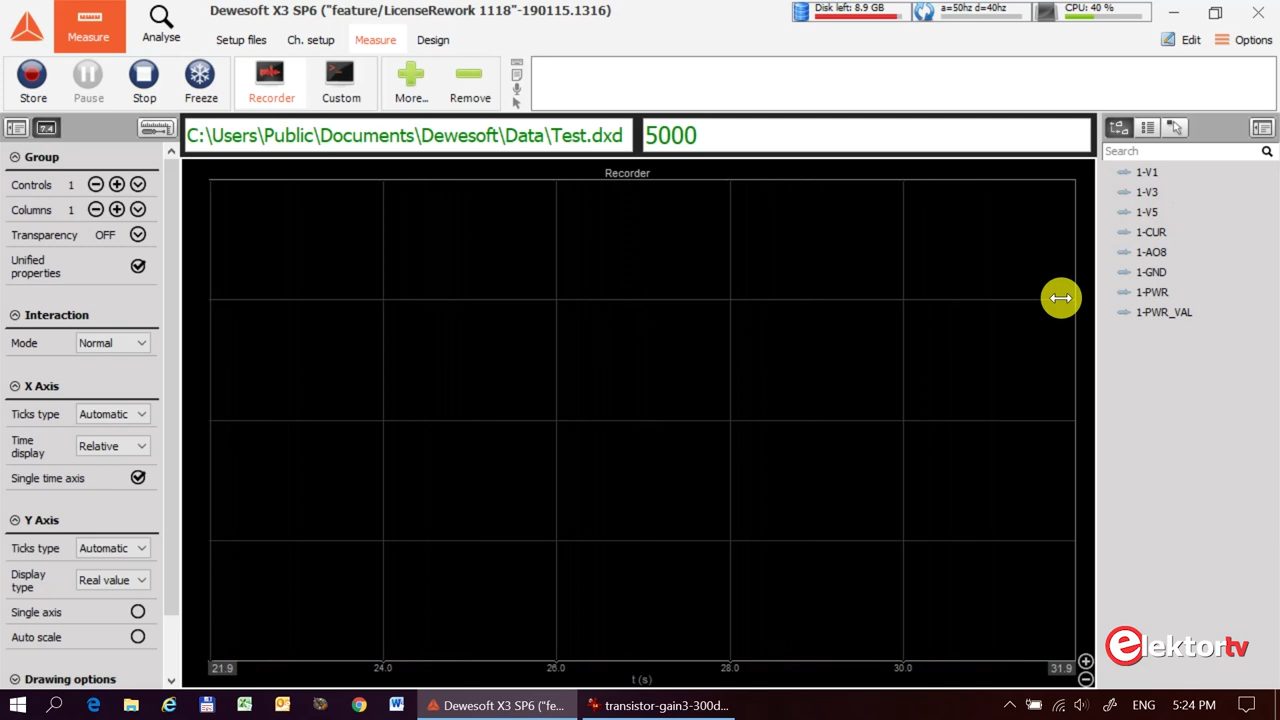 Dewesoft X3 SP6 ("feature/LicenseRework 1118"-190115.1316)
Disk left: 8.9 GB
a=50hz d=40hz
CPU: 40 %
Measure
Analyse
Setup files
Ch. setup
Measure
Design
Edit
Options
Store
Pause
Stop
Freeze
Recorder
Custom
More...
Remove
C:\Users\Public\Documents\Dewesoft\Data\Test.dxd
5000
Group
Controls 1
Columns 1
Transparency OFF
Unified
properties
Interaction
Mode Normal
X Axis
Ticks type Automatic
Time
display
Relative
Single time axis
Y Axis
Ticks type Automatic
Display
type
Real value
Single axis
Auto scale
Drawing options
Recorder
21.9 24.0 26.0 28.0 30.0 31.9
t (s)
Search
1-V1
1-V3
1-V5
1-CUR
1-AO8
1-GND
1-PWR
1-PWR_VAL
elektortv
Dewesoft X3 SP6 ("fe...
transistor-gain3-300d...
ENG
5:24 PM